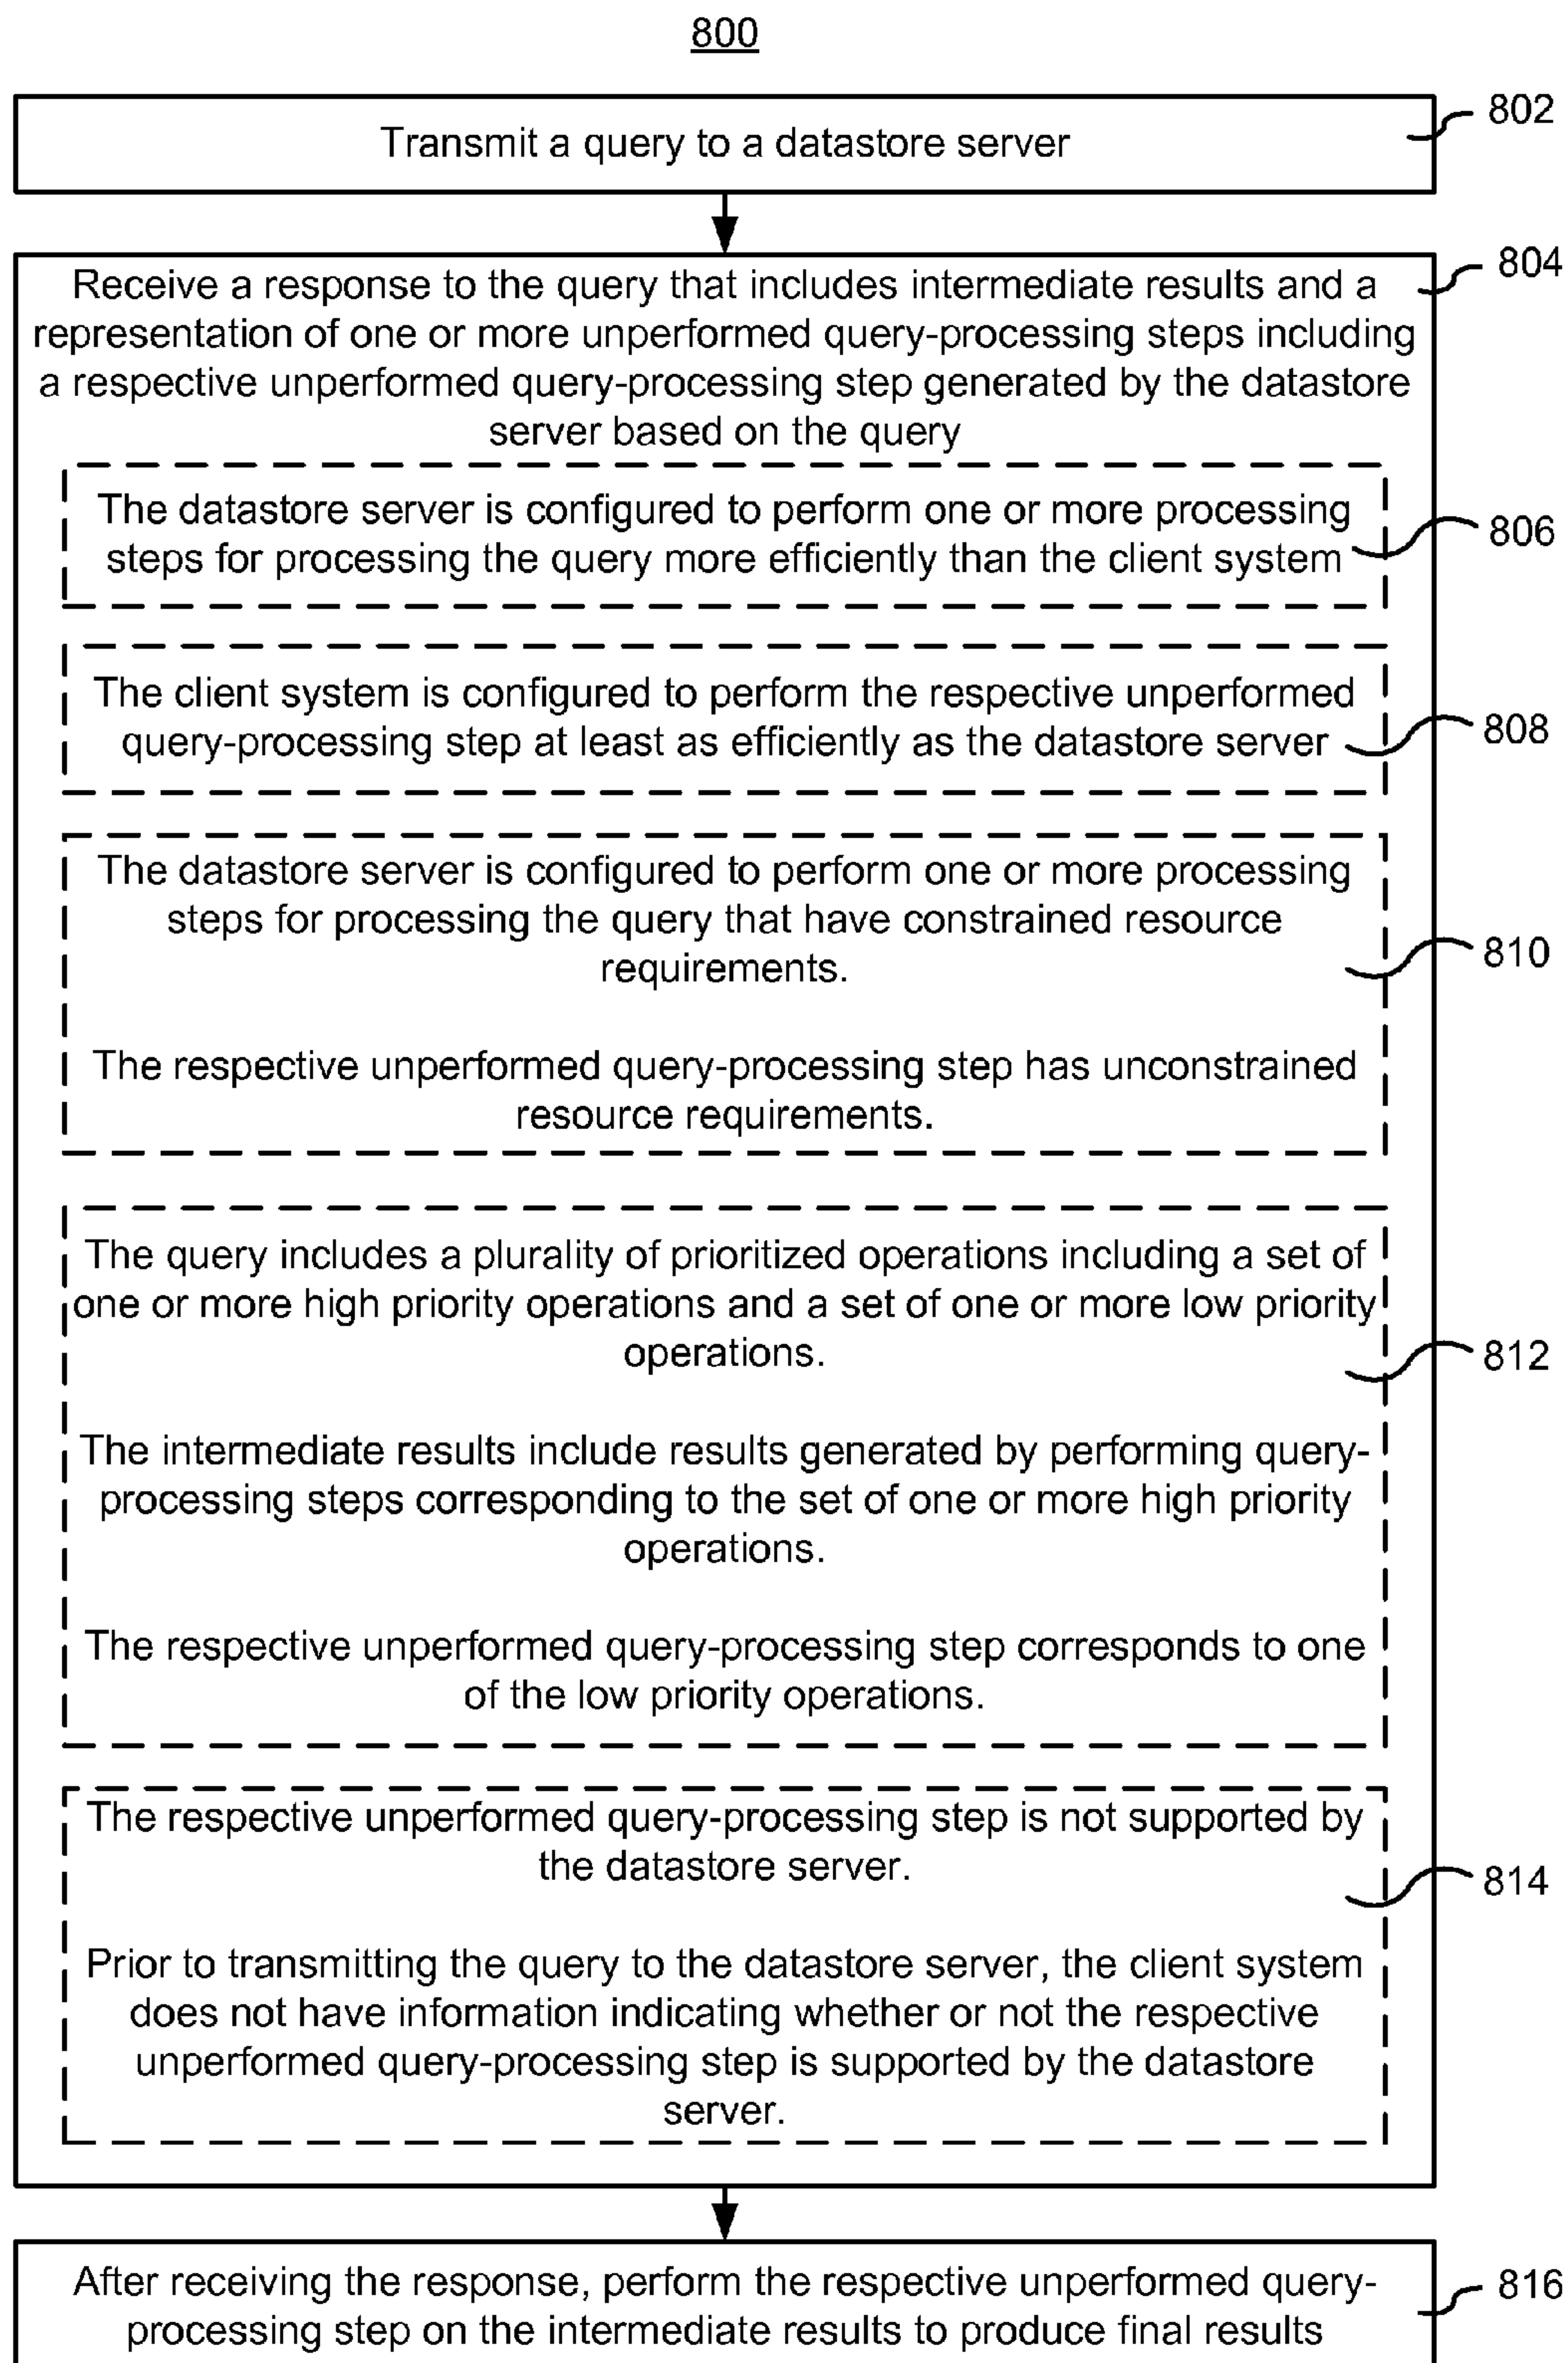 800
Transmit a query to a datastore server
802
Receive a response to the query that includes intermediate results and a
representation of one or more unperformed query-processing steps including
a respective unperformed query-processing step generated by the datastore
server based on the query
804
The datastore server is configured to perform one or more processing
steps for processing the query more efficiently than the client system
806
The client system is configured to perform the respective unperformed
query-processing step at least as efficiently as the datastore server
808
The datastore server is configured to perform one or more processing
steps for processing the query that have constrained resource
requirements.
810
The respective unperformed query-processing step has unconstrained
resource requirements.
The query includes a plurality of prioritized operations including a set of
one or more high priority operations and a set of one or more low priority
operations.
812
The intermediate results include results generated by performing query-
processing steps corresponding to the set of one or more high priority
operations.
The respective unperformed query-processing step corresponds to one
of the low priority operations.
The respective unperformed query-processing step is not supported by
the datastore server.
814
Prior to transmitting the query to the datastore server, the client system
does not have information indicating whether or not the respective
unperformed query-processing step is supported by the datastore
server.
After receiving the response, perform the respective unperformed query-
processing step on the intermediate results to produce final results
816